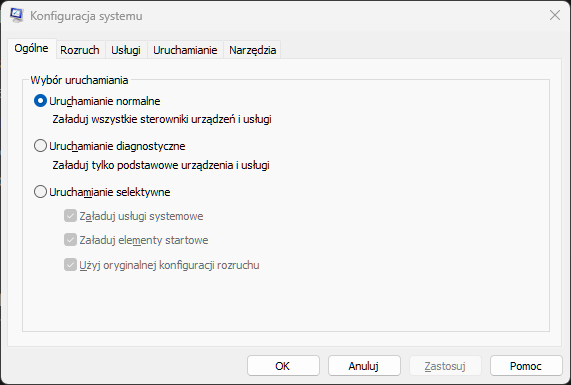 Konfiguracja systemu
Ogólne Rozruch Usługi Uruchamianie Narzędzia
Wybór uruchamiania
Uruchamianie normalne
Załaduj wszystkie sterowniki urządzeń i usługi
Uruchamianie diagnostyczne
Załaduj tylko podstawowe urządzenia i usługi
Uruchamianie selektywne
Załaduj usługi systemowe
Załaduj elementy startowe
Użyj oryginalnej konfiguracji rozruchu
OK Anuluj Zastosuj Pomoc